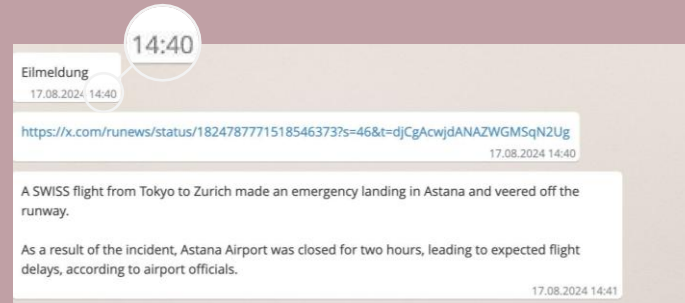 14:40
Eilmeldung
17.08.2024 14:40
https://x.com/runews/status/1824787771518546373?s=46&t=djCgAcwjdANAZWGMSqN2Ug
17.08.2024 14:40
A SWISS flight from Tokyo to Zurich made an emergency landing in Astana and veered off the
runway.
As a result of the incident, Astana Airport was closed for two hours, leading to expected flight
delays, according to airport officials.
17.08.2024 14:41